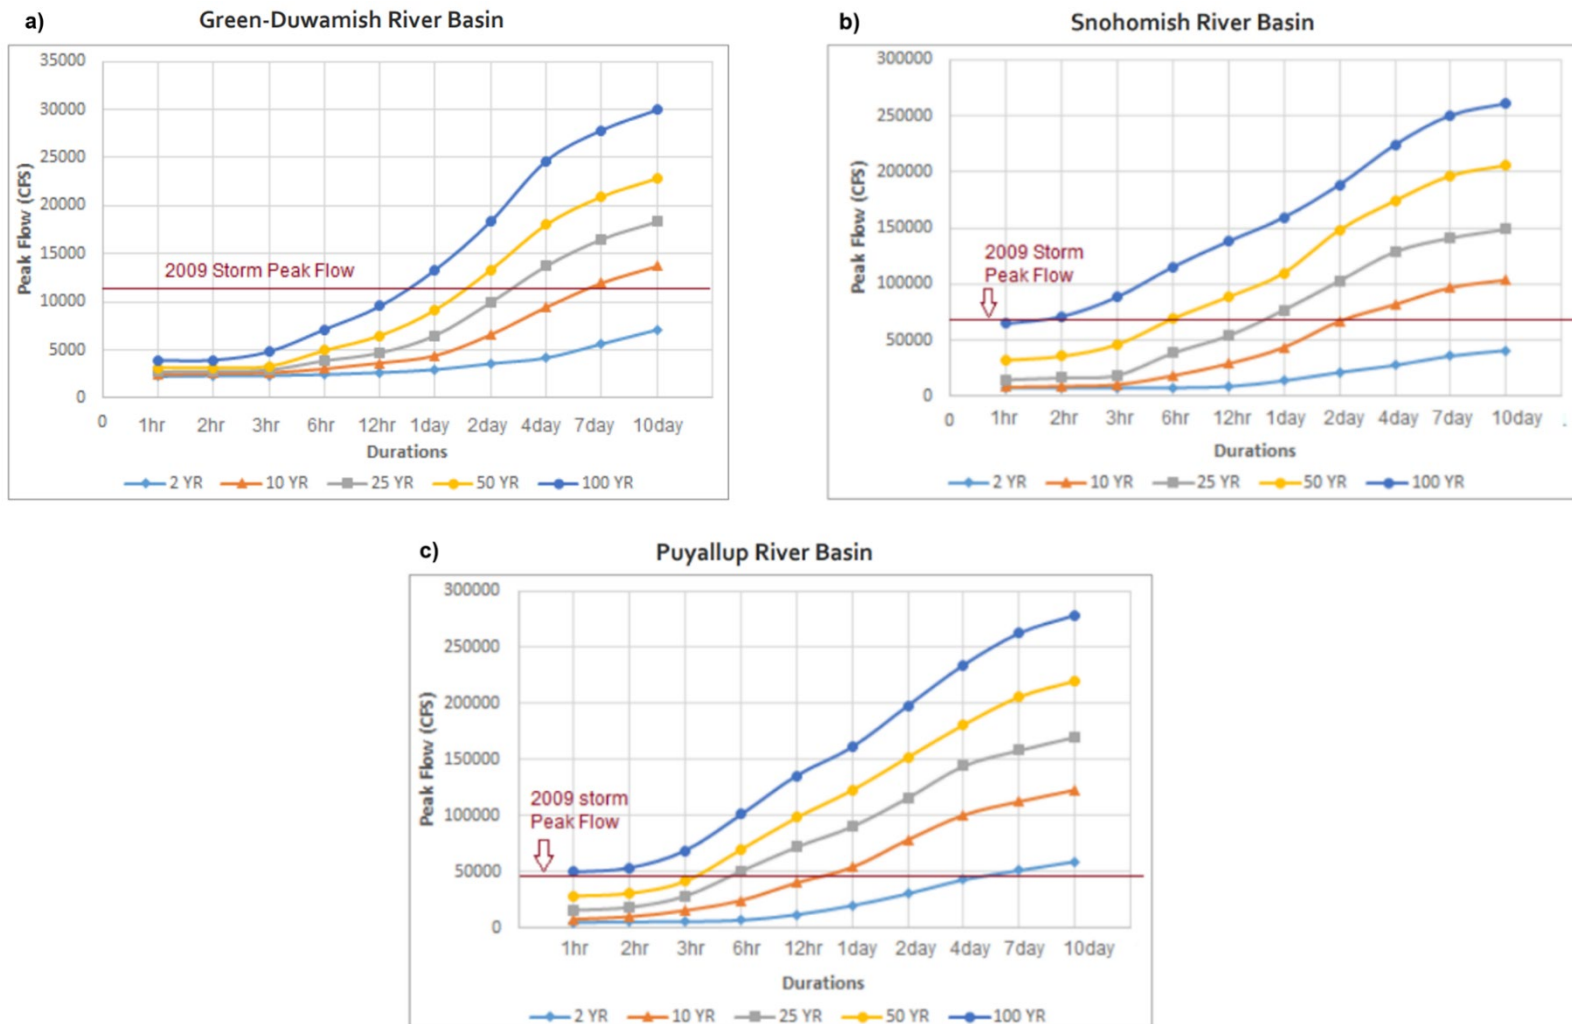 a)
Green-Duwamish River Basin
35000
30000
25000
20000
15000
10000
5000
0
Peak Flow (CFS)
2009 Storm Peak Flow
0 1hr 2hr 3hr 6hr 12hr 1day 2day 4day 7day 10day
Durations
2 YR 10 YR 25 YR 50 YR 100 YR
b)
Snohomish River Basin
300000
250000
200000
150000
100000
50000
0
Peak Flow (CFS)
2009 Storm
Peak Flow
0 1hr 2hr 3hr 6hr 12hr 1day 2day 4day 7day 10day
Durations
2 YR 10 YR 25 YR 50 YR 100 YR
c)
Puyallup River Basin
300000
250000
200000
150000
100000
50000
0
Peak Flow (CFS)
2009 storm
Peak Flow
1hr 2hr 3hr 6hr 12hr 1day 2day 4day 7day 10day
Durations
2 YR 10 YR 25 YR 50 YR 100 YR